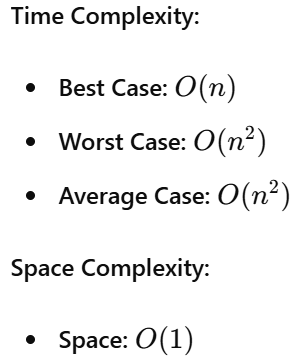 Time Complexity:
• Best Case: O(n)
• Worst Case: O(n²)
• Average Case: O(n²)
Space Complexity:
• Space: O(1)